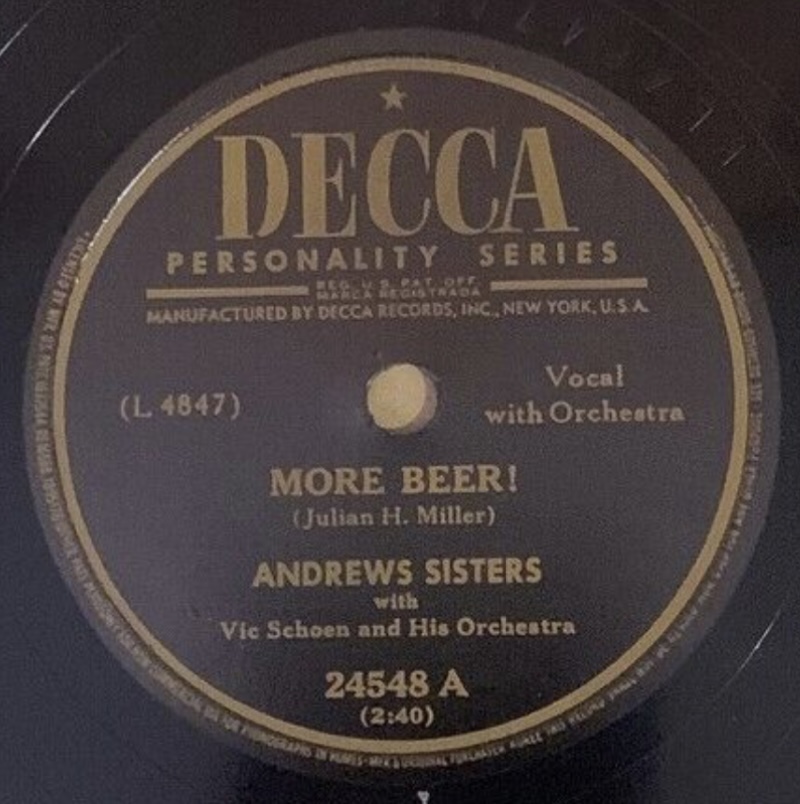 DECCA
PERSONALITY SERIES
REG. U.S. PAT. OFF.
MARCA REGISTRADA
MANUFACTURED BY DECCA RECORDS, INC., NEW YORK, U.S.A.
(L 4847)
Vocal
with Orchestra
MORE BEER!
(Julian H. Miller)
ANDREWS SISTERS
with
Vic Schoen and His Orchestra
24548 A
(2:40)